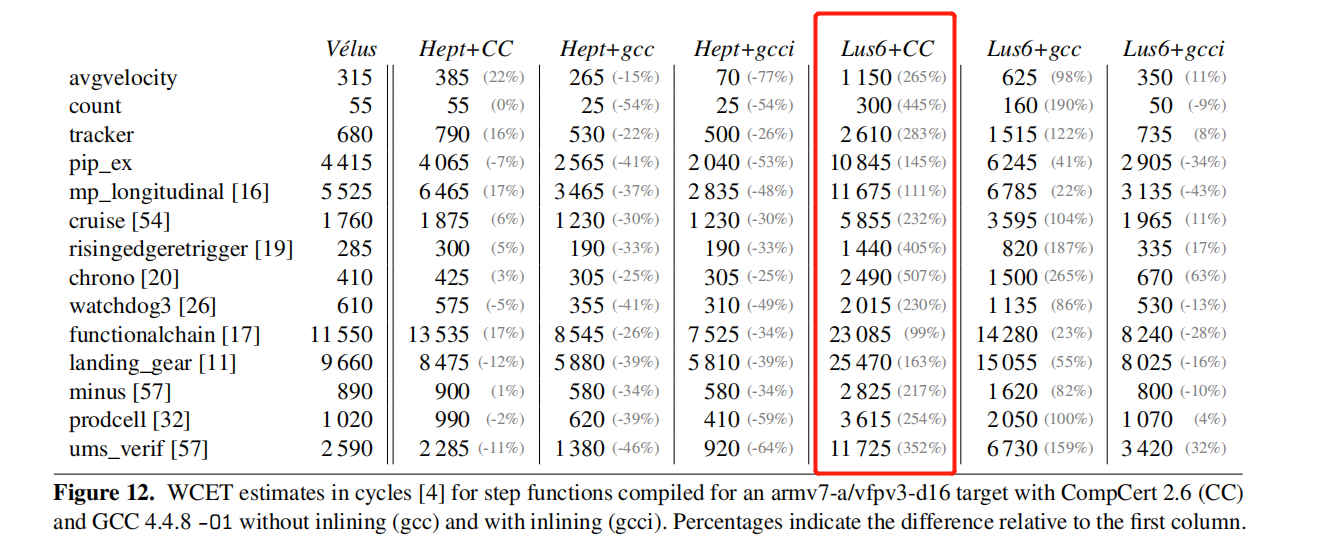 Vélus Hept+CC Hept+gcc Hept+gcci Lus6+CC Lus6+gcc Lus6+gcci
avgvelocity 315 385 (22%) 265 (-15%) 70 (-77%) 1 150 (265%) 625 (98%) 350 (11%)
count 55 55 (0%) 25 (-54%) 25 (-54%) 300 (445%) 160 (190%) 50 (-9%)
tracker 680 790 (16%) 530 (-22%) 500 (-26%) 2 610 (283%) 1 515 (122%) 735 (8%)
pip_ex 4 415 4 065 (-7%) 2 565 (-41%) 2 040 (-53%) 10 845 (145%) 6 245 (41%) 2 905 (-34%)
mp_longitudinal [16] 5 525 6 465 (17%) 3 465 (-37%) 2 835 (-48%) 11 675 (111%) 6 785 (22%) 3 135 (-43%)
cruise [54] 1 760 1 875 (6%) 1 230 (-30%) 1 230 (-30%) 5 855 (232%) 3 595 (104%) 1 965 (11%)
risingedgeretrigger [19] 285 300 (5%) 190 (-33%) 190 (-33%) 1 440 (405%) 820 (187%) 335 (17%)
chrono [20] 410 425 (3%) 305 (-25%) 305 (-25%) 2 490 (507%) 1 500 (265%) 670 (63%)
watchdog3 [26] 610 575 (-5%) 355 (-41%) 310 (-49%) 2 015 (230%) 1 135 (86%) 530 (-13%)
functionalchain [17] 11 550 13 535 (17%) 8 545 (-26%) 7 525 (-34%) 23 085 (99%) 14 280 (23%) 8 240 (-28%)
landing_gear [11] 9 660 8 475 (-12%) 5 880 (-39%) 5 810 (-39%) 25 470 (163%) 15 055 (55%) 8 025 (-16%)
minus [57] 890 900 (1%) 580 (-34%) 580 (-34%) 2 825 (217%) 1 620 (82%) 800 (-10%)
prodcell [32] 1 020 990 (-2%) 620 (-39%) 410 (-59%) 3 615 (254%) 2 050 (100%) 1 070 (4%)
ums_verif [57] 2 590 2 285 (-11%) 1 380 (-46%) 920 (-64%) 11 725 (352%) 6 730 (159%) 3 420 (32%)
Figure 12. WCET estimates in cycles [4] for step functions compiled for an armv7-a/vfpv3-d16 target with CompCert 2.6 (CC)
and GCC 4.4.8 -O1 without inlining (gcc) and with inlining (gcci). Percentages indicate the difference relative to the first column.